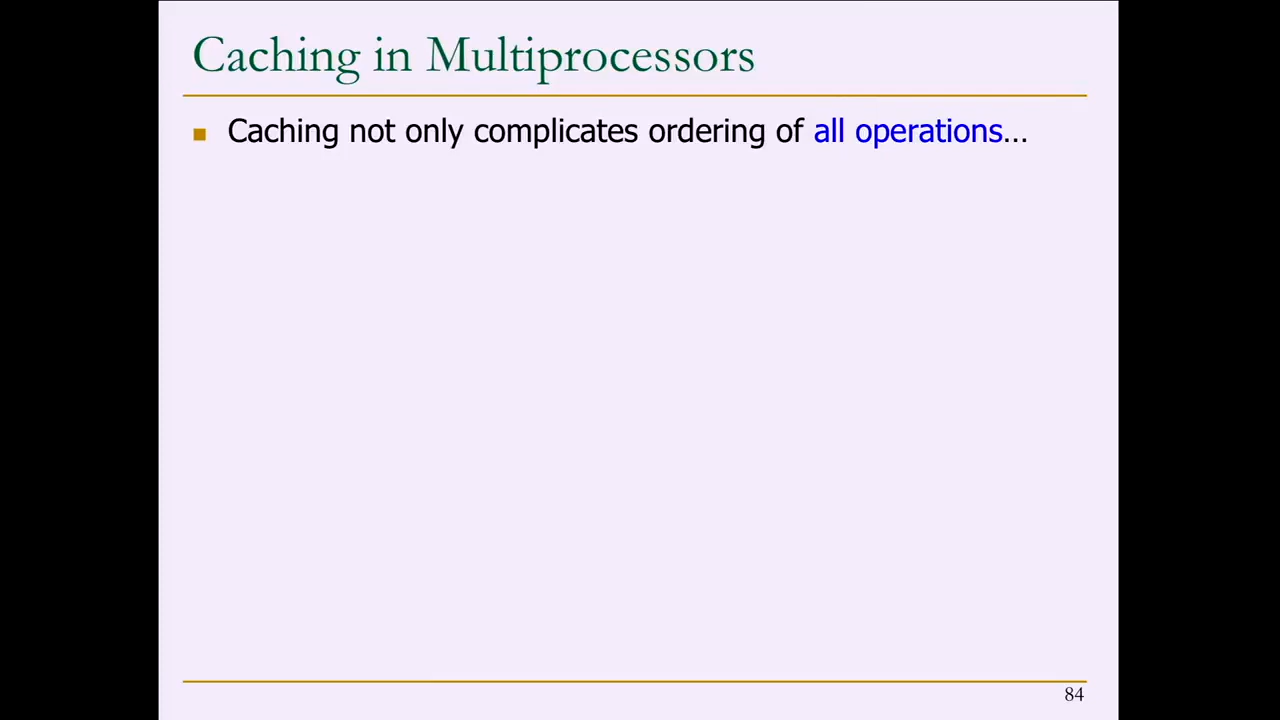 Caching in Multiprocessors
Caching not only complicates ordering of all operations…
84